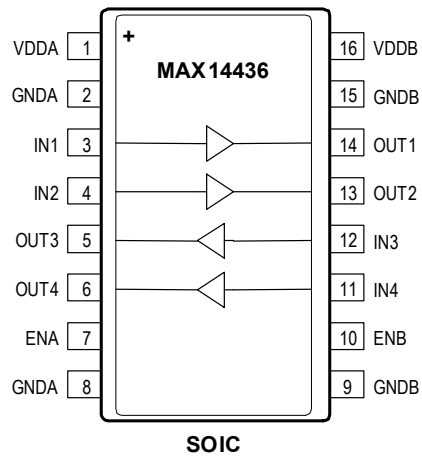 +
MAX14436
VDDA 1 16 VDDB
GNDA 2 15 GNDB
IN1 3 14 OUT1
IN2 4 13 OUT2
OUT3 5 12 IN3
OUT4 6 11 IN4
ENA 7 10 ENB
GNDA 8 9 GNDB
SOIC